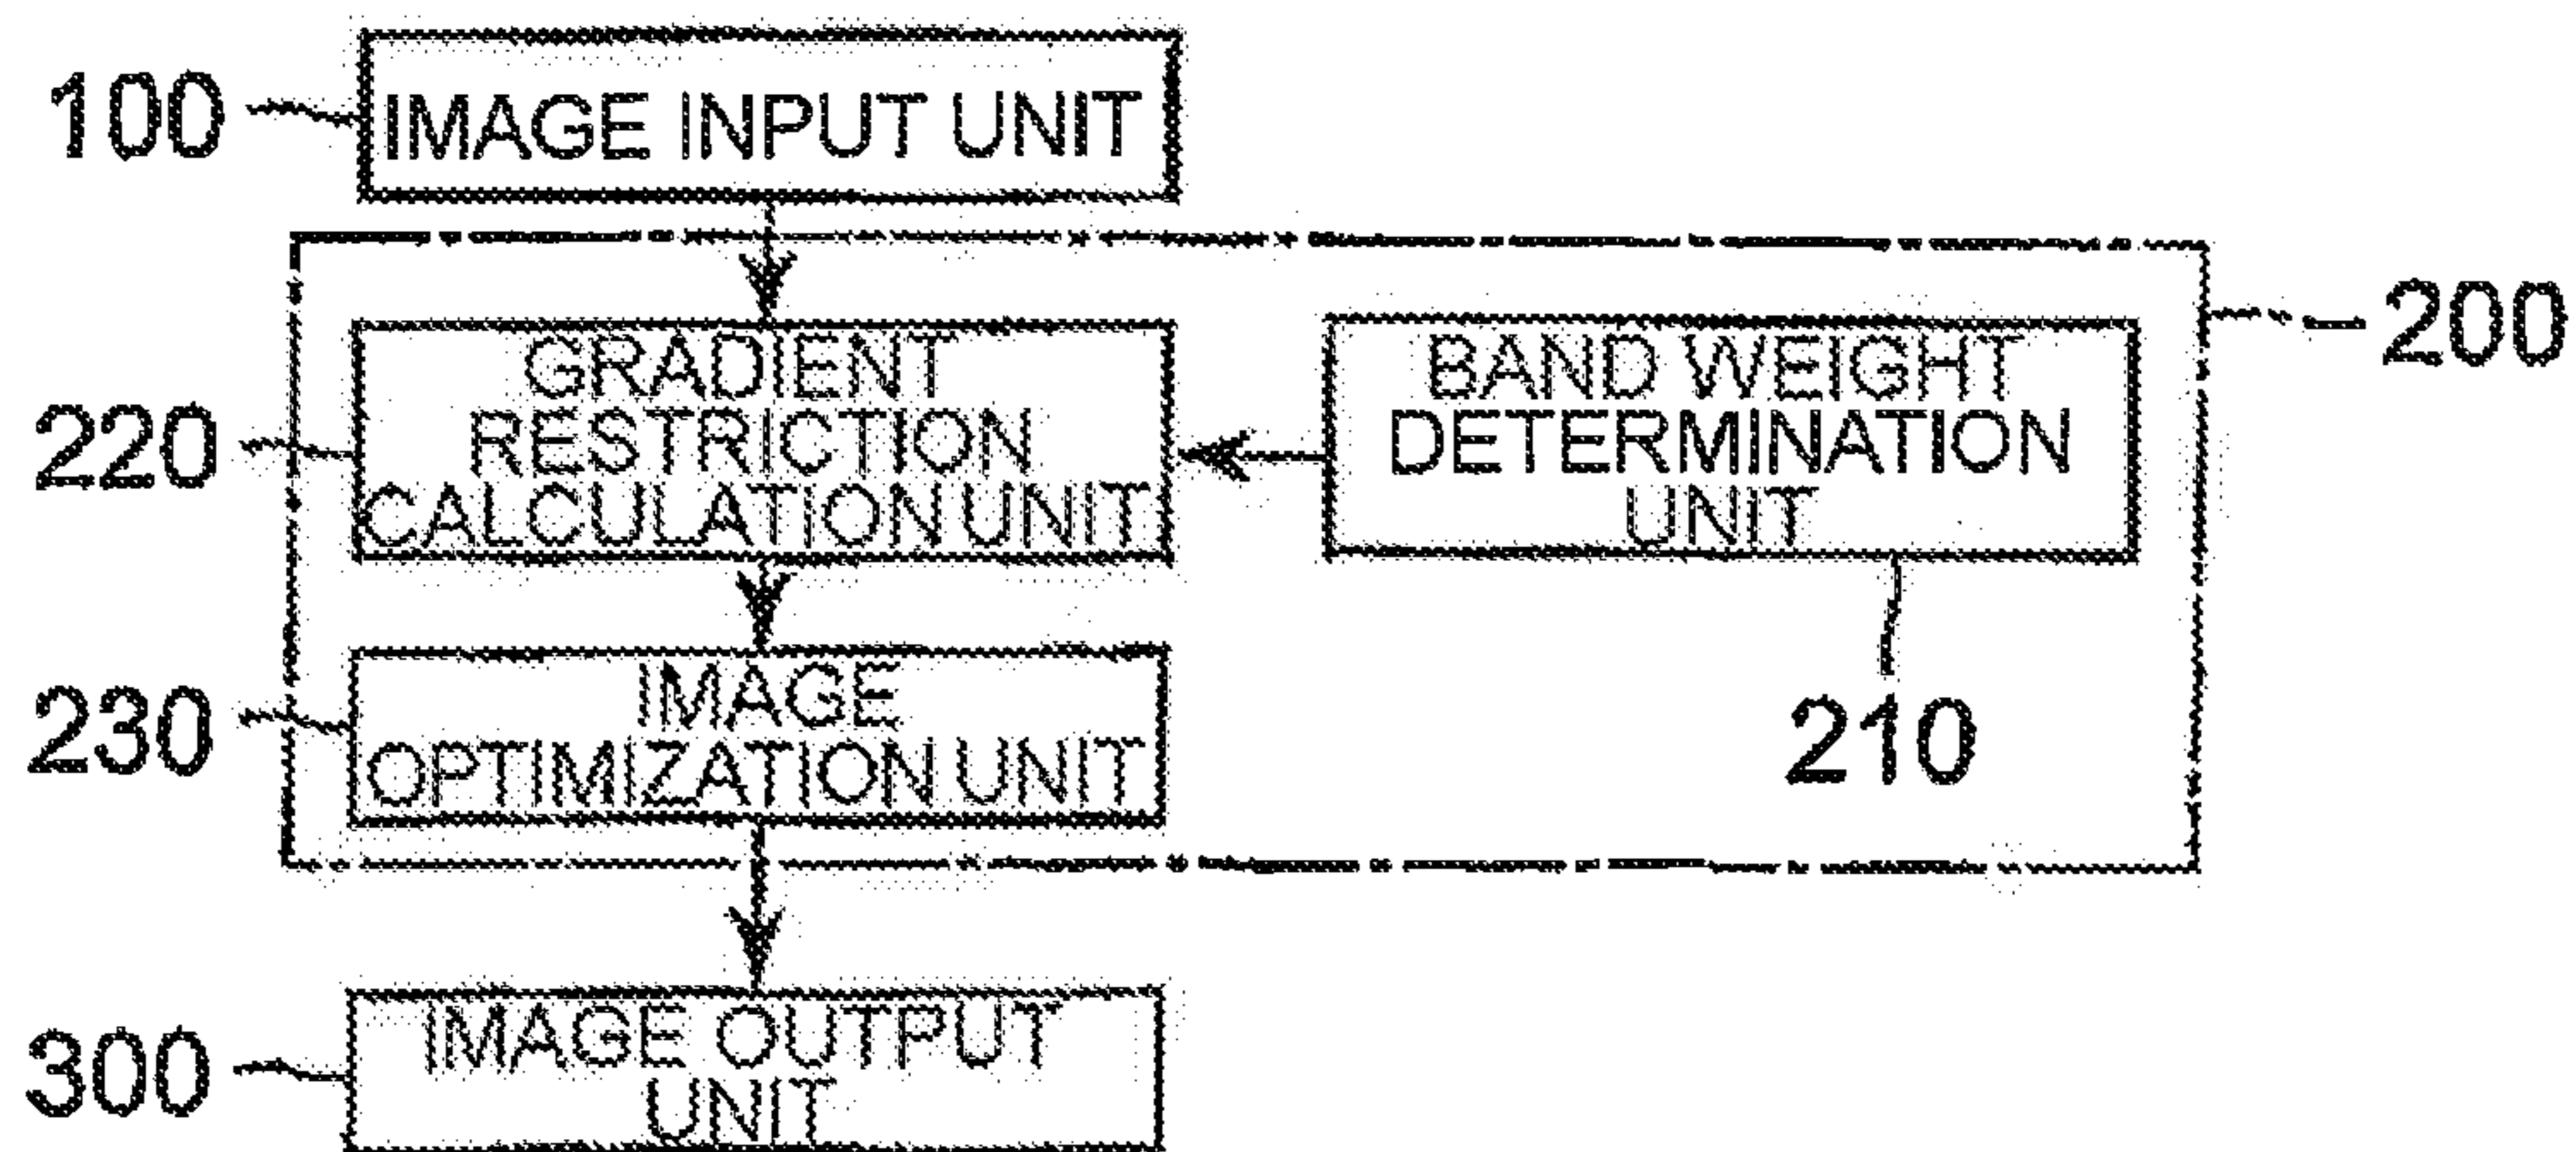 100
IMAGE INPUT UNIT
200
220
GRADIENT
RESTRICTION
CALCULATION UNIT
BAND WEIGHT
DETERMINATION
UNIT
210
230
IMAGE
OPTIMIZATION UNIT
300
IMAGE OUTPUT
UNIT